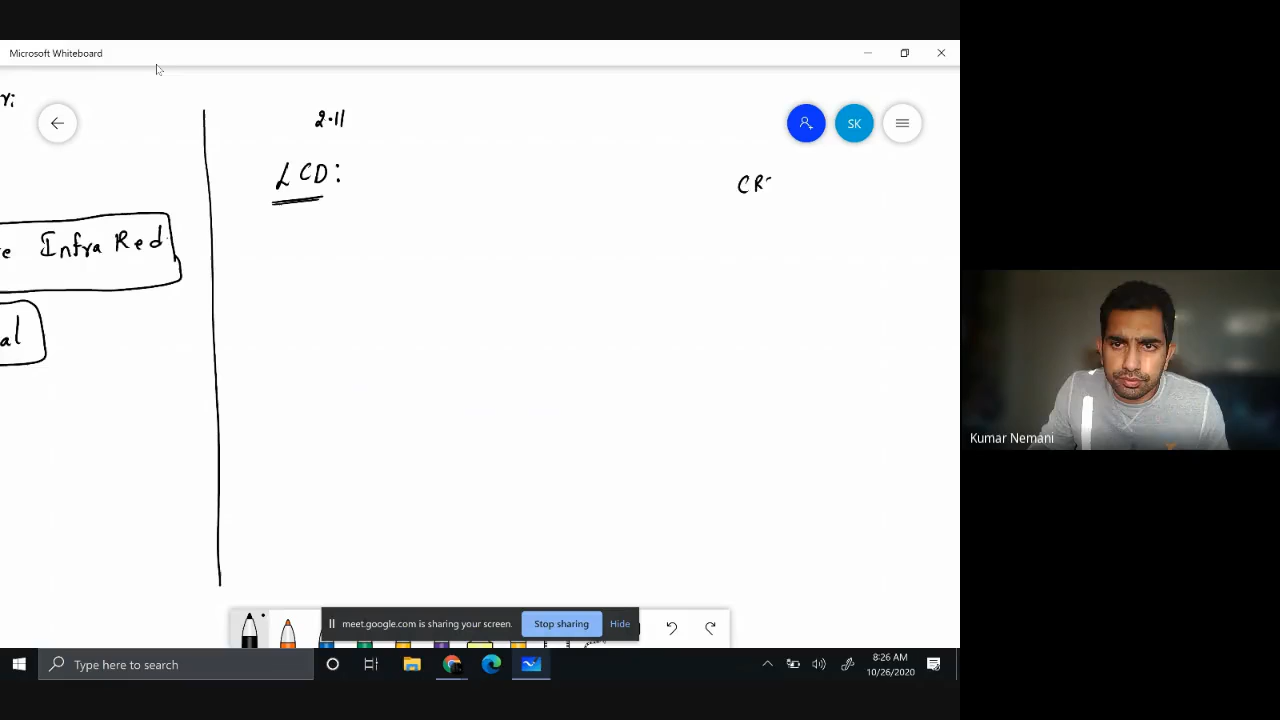 Microsoft Whiteboard
2.11
SK
LCD:
CR
Infra Red
al
Kumar Nemani
meet.google.com is sharing your screen.
Stop sharing
Hide
Type here to search
8:26 AM
10/26/2020